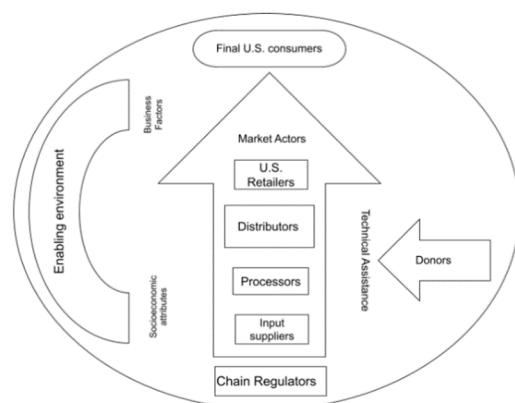 Final U.S. consumers
Business
Factors
Market Actors
U.S.
Retailers
Enabling environment
Distributors
Technical Assistance
Donors
Processors
Socioeconomic
attributes
Input
suppliers
Chain Regulators